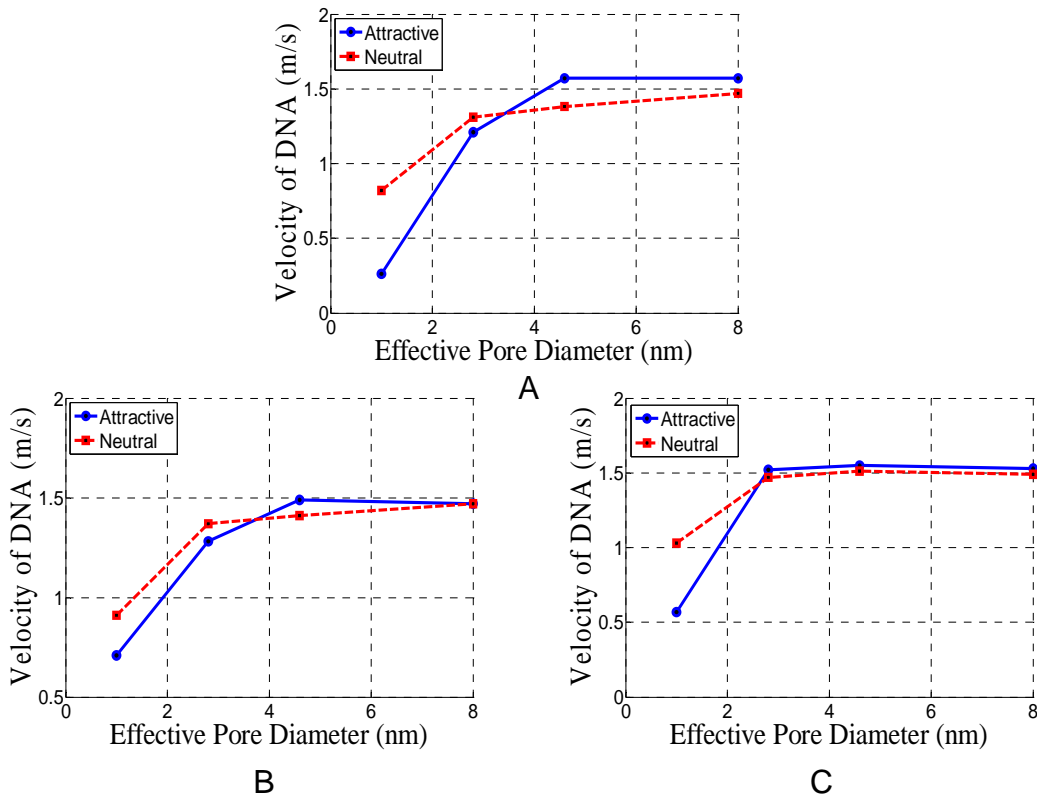 2
1.5
1
0.5
0
Velocity of DNA (m/s)
Attractive
Neutral
0 2 4 6 8
Effective Pore Diameter (nm)
A
2
1.5
1
0.5
Velocity of DNA (m/s)
Attractive
Neutral
0 2 4 6 8
Effective Pore Diameter (nm)
B
2
1.5
1
0.5
0
Velocity of DNA (m/s)
Attractive
Neutral
0 2 4 6 8
Effective Pore Diameter (nm)
C